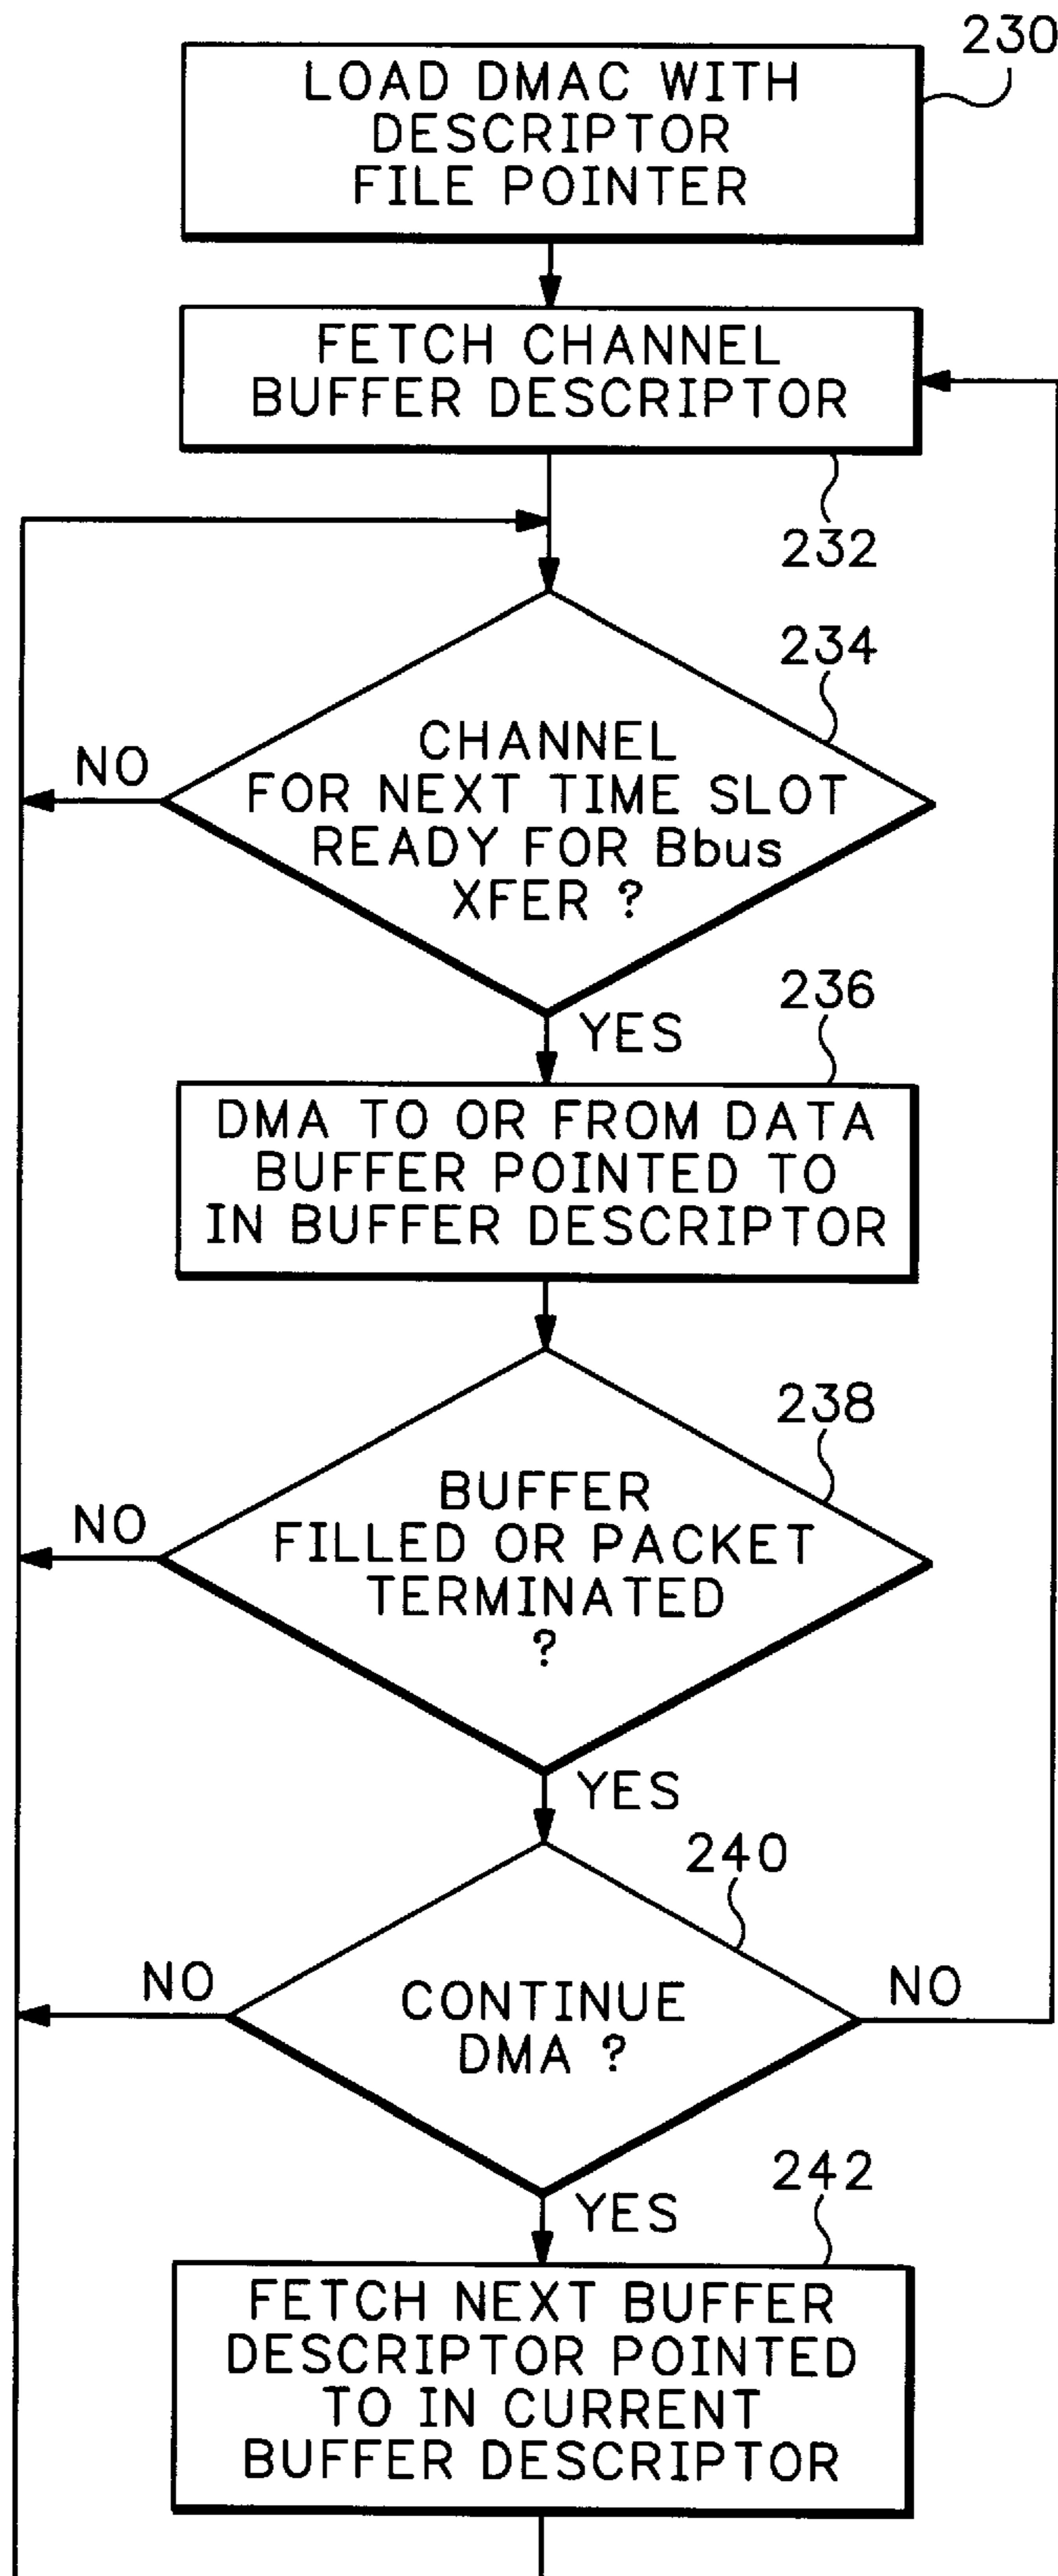 230
LOAD DMAC WITH
DESCRIPTOR
FILE POINTER
FETCH CHANNEL
BUFFER DESCRIPTOR
232
234
CHANNEL
FOR NEXT TIME SLOT
READY FOR Bbus
XFER ?
NO
YES
236
DMA TO OR FROM DATA
BUFFER POINTED TO
IN BUFFER DESCRIPTOR
238
BUFFER
FILLED OR PACKET
TERMINATED
?
NO
YES
240
CONTINUE
DMA ?
NO
NO
YES
242
FETCH NEXT BUFFER
DESCRIPTOR POINTED
TO IN CURRENT
BUFFER DESCRIPTOR